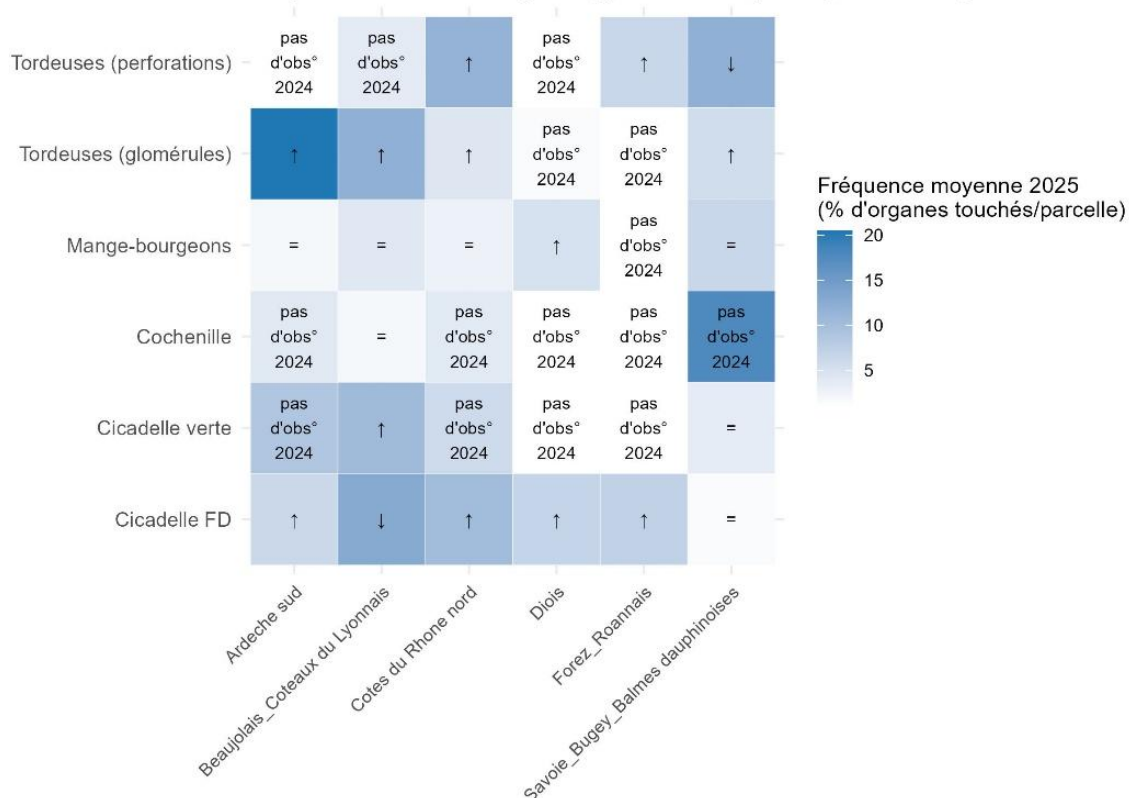 pas pas pas
Tordeuses (perforations) d'obs° d'obs° ↑ d'obs° ↑ ↓
2024 2024 2024
pas pas
Tordeuses (glomérules) ↑ ↑ ↑ d'obs° d'obs° ↑
2024 2024
pas
Mange-bourgeons = = = ↑ d'obs° =
2024
pas pas pas pas pas
Cochenille d'obs° = d'obs° d'obs° d'obs° d'obs°
2024 2024 2024 2024 2024
pas pas pas pas
Cicadelle verte d'obs° ↑ d'obs° d'obs° d'obs° =
2024 2024 2024 2024
Cicadelle FD ↑ ↓ ↑ ↑ ↑ =
Ardeche sud
Beaujolais_Coteaux du Lyonnais
Cotes du Rhone nord
Diois
Forez_Roannais
Savoie_Bugey_Balmes dauphinoises
Fréquence moyenne 2025
(% d'organes touchés/parcelle)
20
15
10
5